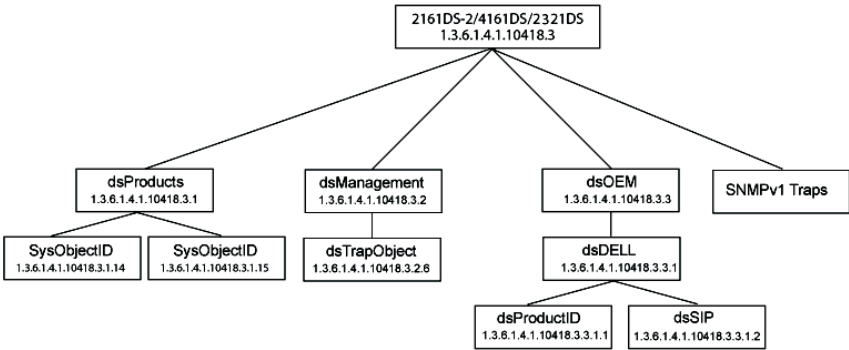 2161DS-2/4161DS/2321DS
1.3.6.1.4.1.10418.3
dsProducts
1.3.6.1.4.1.10418.3.1
dsManagement
1.3.6.1.4.1.10418.3.2
dsOEM
1.3.6.1.4.1.10418.3.3
SNMPv1 Traps
SysObjectID
1.3.6.1.4.1.10418.3.1.14
SysObjectID
1.3.6.1.4.1.10418.3.1.15
dsTrapObject
1.3.6.1.4.1.10418.3.2.6
dsDELL
1.3.6.1.4.1.10418.3.3.1
dsProductID
1.3.6.1.4.1.10418.3.3.1.1
dsSIP
1.3.6.1.4.1.10418.3.3.1.2